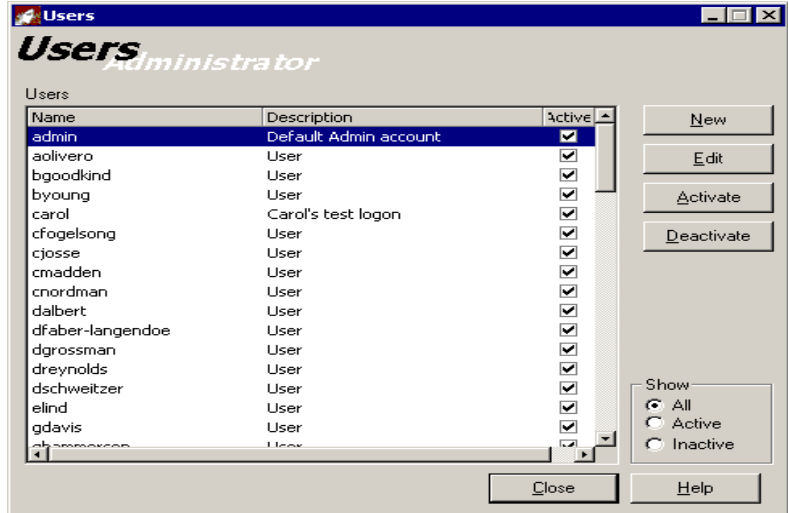 Users
Users
Administrator
Users
Name Description Active
admin Default Admin account
aolivero User
bgoodkind User
byoung User
carol Carol's test logon
cfogelsong User
cjosse User
cmadden User
cnordman User
dalbert User
dfaber-langendoe User
dgrossman User
dreynolds User
dschweitzer User
elind User
gdavis User
ghammerson User
New
Edit
Activate
Deactivate
Show
All
Active
Inactive
Close Help